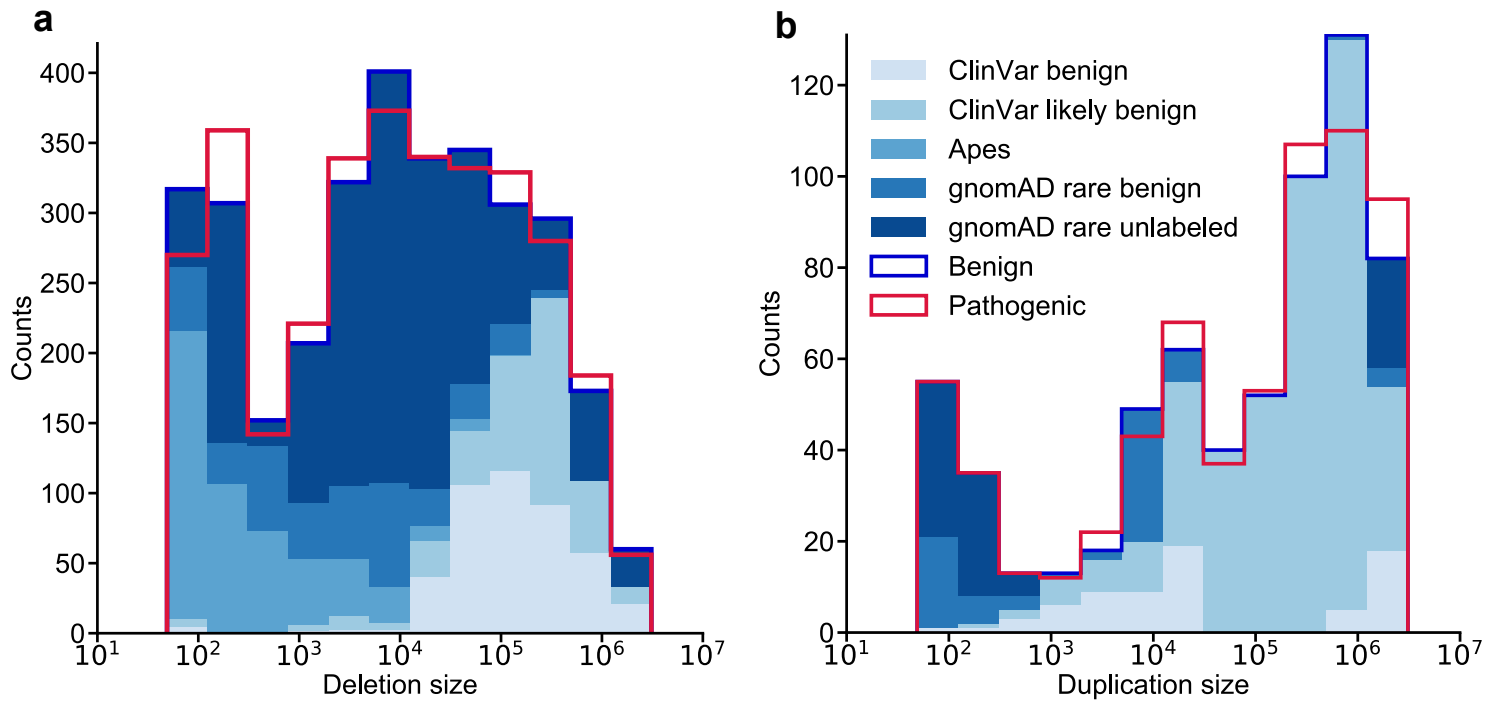 a
Counts
400
350
300
250
200
150
100
50
0
10¹ 10² 10³ 10⁴ 10⁵ 10⁶ 10⁷
Deletion size
b
Counts
120
100
80
60
40
20
0
10¹ 10² 10³ 10⁴ 10⁵ 10⁶ 10⁷
Duplication size
ClinVar benign
ClinVar likely benign
Apes
gnomAD rare benign
gnomAD rare unlabeled
Benign
Pathogenic